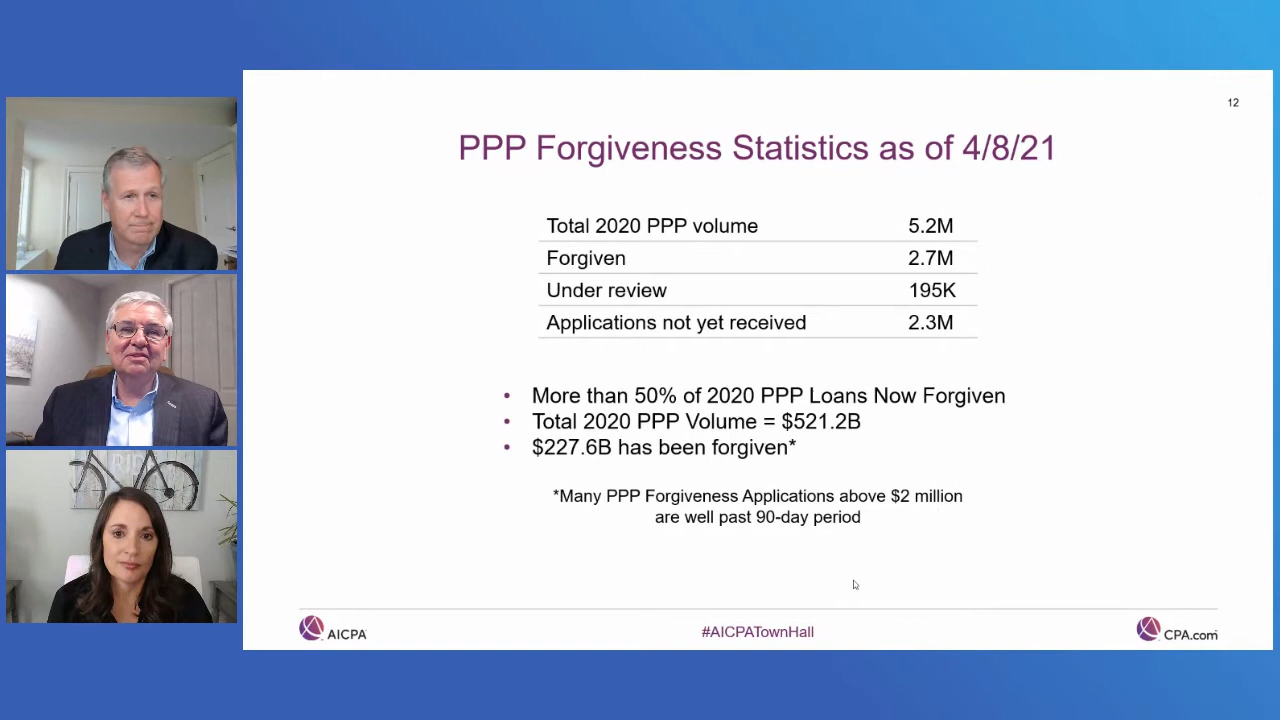 12
PPP Forgiveness Statistics as of 4/8/21
Total 2020 PPP volume 5.2M
Forgiven 2.7M
Under review 195K
Applications not yet received 2.3M
• More than 50% of 2020 PPP Loans Now Forgiven
• Total 2020 PPP Volume = $521.2B
• $227.6B has been forgiven*
*Many PPP Forgiveness Applications above $2 million
are well past 90-day period
AICPA
#AICPATownHall
CPA.com